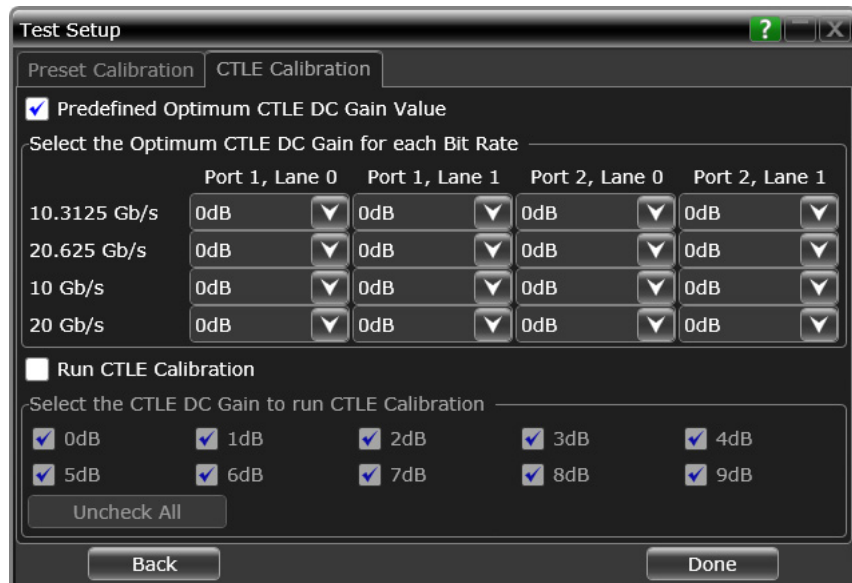 Test Setup
?
X
Preset Calibration CTLE Calibration
Predefined Optimum CTLE DC Gain Value
Select the Optimum CTLE DC Gain for each Bit Rate
Port 1, Lane 0 Port 1, Lane 1 Port 2, Lane 0 Port 2, Lane 1
10.3125 Gb/s 0dB 0dB 0dB 0dB
20.625 Gb/s 0dB 0dB 0dB 0dB
10 Gb/s 0dB 0dB 0dB 0dB
20 Gb/s 0dB 0dB 0dB 0dB
Run CTLE Calibration
Select the CTLE DC Gain to run CTLE Calibration
0dB 1dB 2dB 3dB 4dB
5dB 6dB 7dB 8dB 9dB
Uncheck All
Back Done